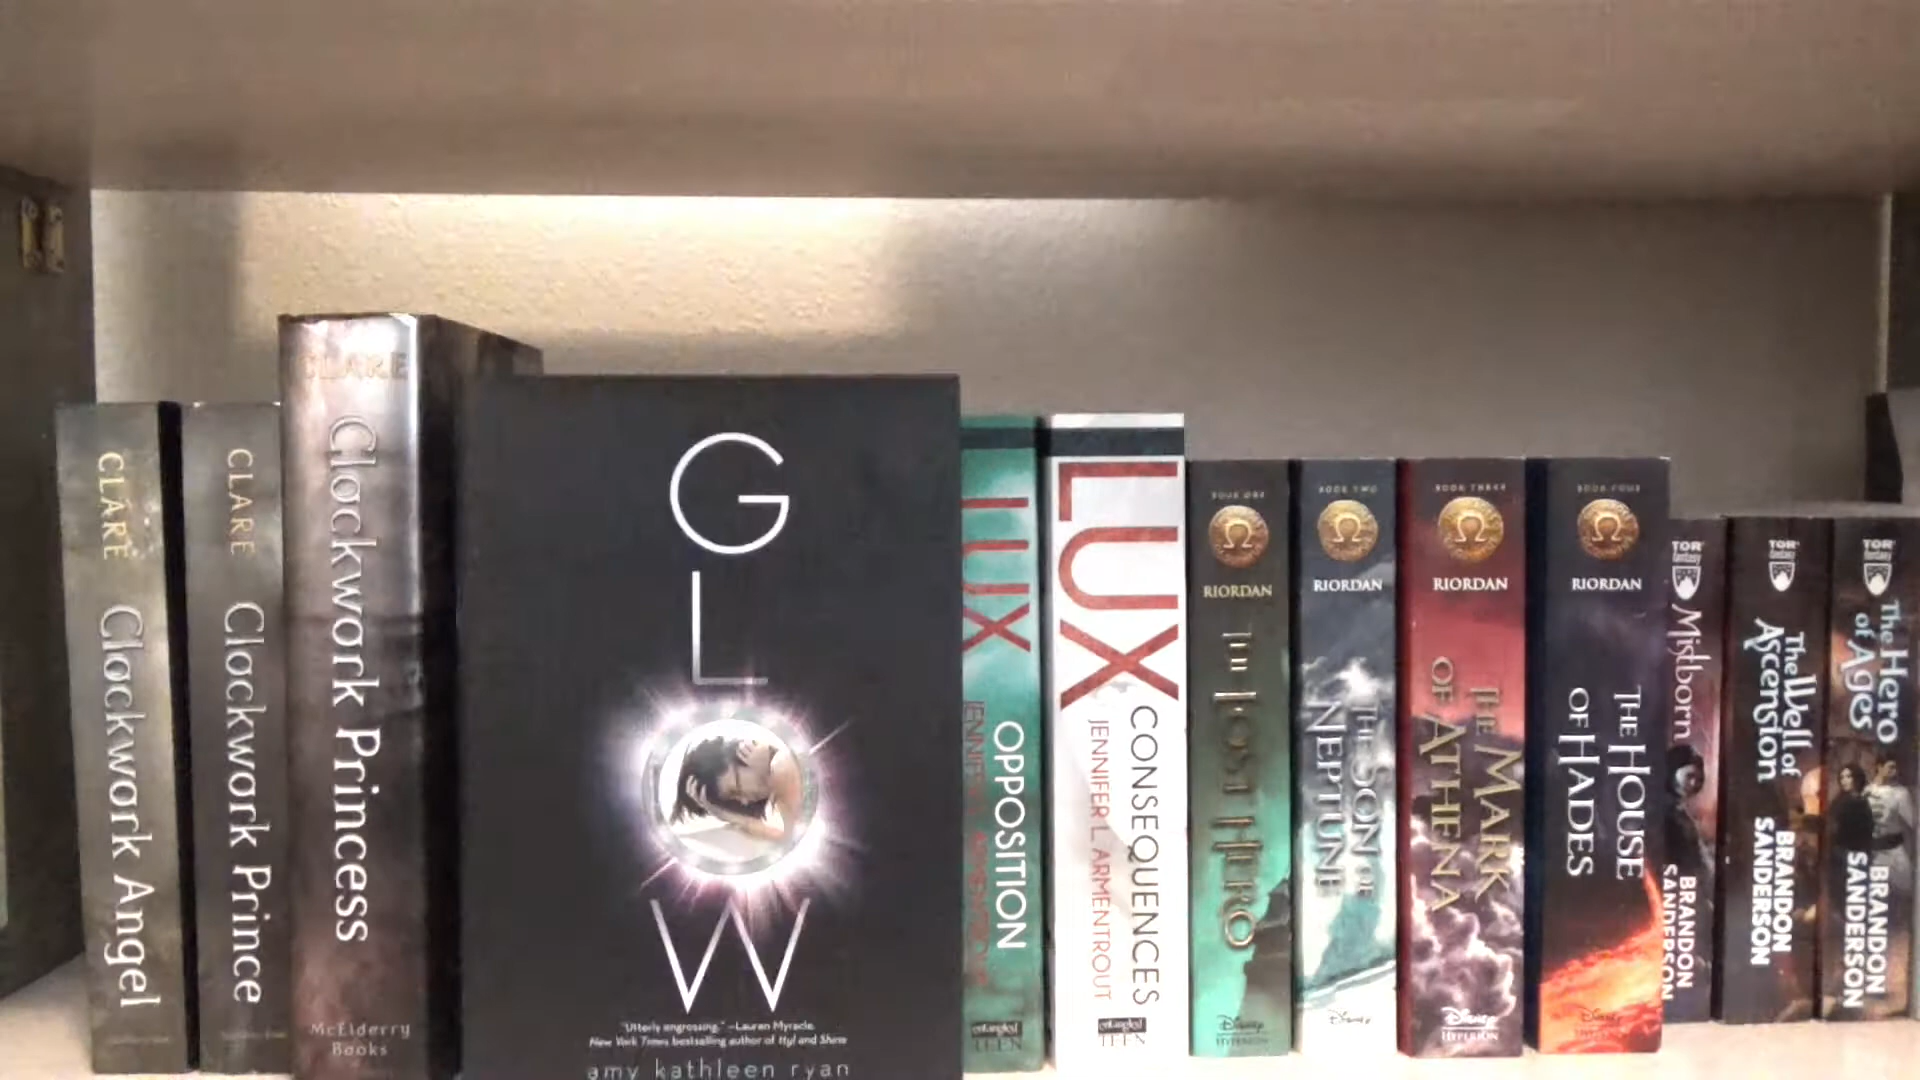 CLARE
Clockwork Angel
CLARE
Clockwork Prince
CLARE
Clockwork Princess
McElderry
Books
G
L
W
"Utterly engrossing." —Lauren Myracle,
New York Times bestselling author of ttyl and Shine
amy kathleen ryan
LUX
OPPOSITION
JENNIFER L. ARMENTROUT
entangled
TEEN
LUX
CONSEQUENCES
JENNIFER L. ARMENTROUT
entangled
TEEN
BOOK ONE
RIORDAN
THE LOST HERO
Disney
HYPERION
BOOK TWO
RIORDAN
THE SON OF
NEPTUNE
Disney
BOOK THREE
RIORDAN
THE MARK
OF ATHENA
Disney
HYPERION
BOOK FOUR
RIORDAN
THE HOUSE
OF HADES
Disney
HYPERION
TOR
fantasy
Mistborn
BRANDON
SANDERSON
TOR
fantasy
The Well of
Ascension
BRANDON
SANDERSON
TOR
fantasy
The Hero
of Ages
BRANDON
SANDERSON